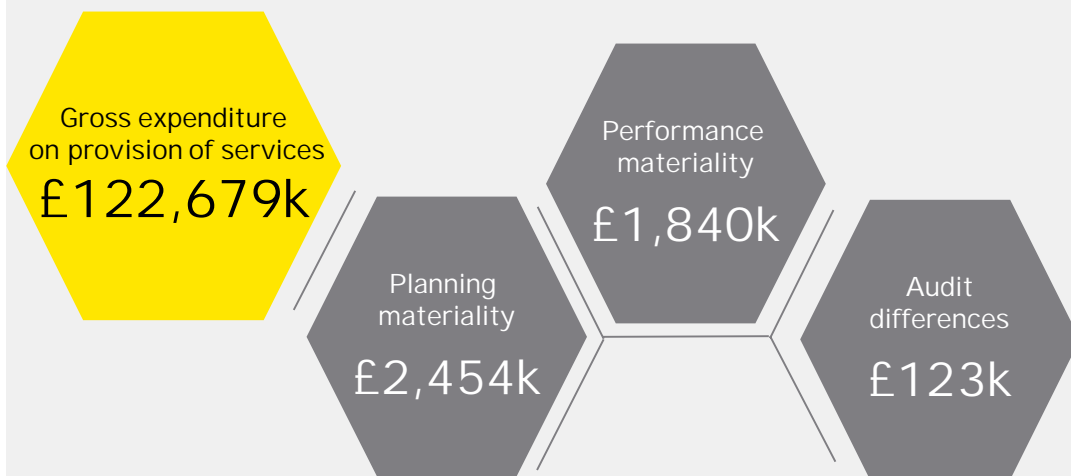 Gross expenditure
on provision of services
£122,679k
Planning
materiality
£2,454k
Performance
materiality
£1,840k
Audit
differences
£123k